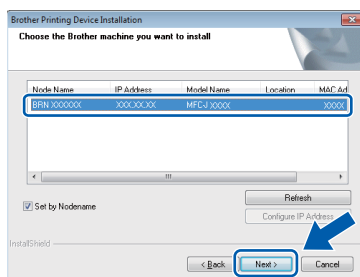 Brother Printing Device Installation
Choose the Brother machine you want to install
Node Name IP Address Model Name Location MAC Ad
BRN XXXXXX XXX.XX.XX MFC-J XXXX XXXX
Set by Nodename
Refresh
Configure IP Address
InstallShield
< Back Next > Cancel